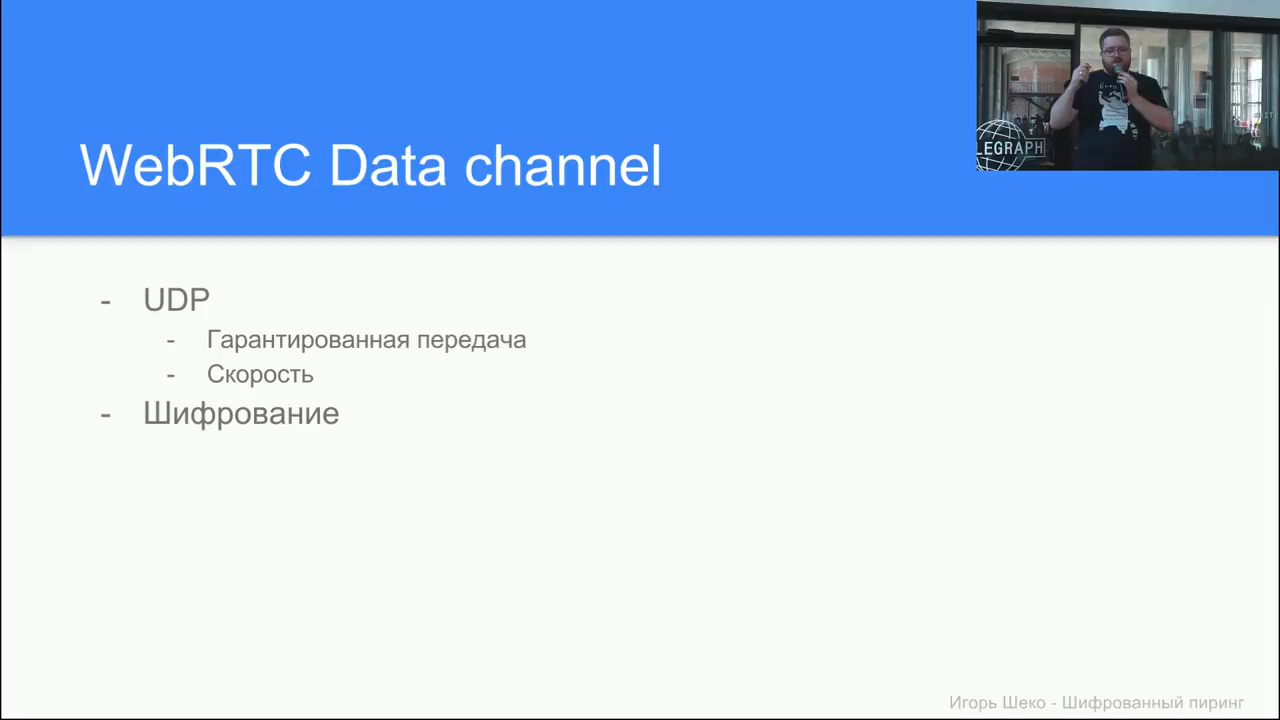 WebRTC Data channel
- UDP
- Гарантированная передача
- Скорость
- Шифрование
LEGRAPH
Игорь Шеко - Шифрованный пиринг